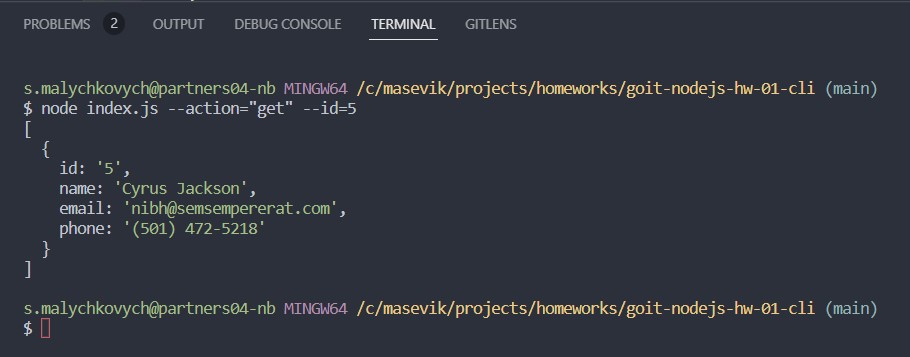 PROBLEMS 2 OUTPUT DEBUG CONSOLE TERMINAL GITLENS
s.malychkovych@partners04-nb MINGW64 /c/masevik/projects/homeworks/goit-nodejs-hw-01-cli (main)
$ node index.js --action="get" --id=5
[
  {
    id: '5',
    name: 'Cyrus Jackson',
    email: 'nibh@semsempererat.com',
    phone: '(501) 472-5218'
  }
]
s.malychkovych@partners04-nb MINGW64 /c/masevik/projects/homeworks/goit-nodejs-hw-01-cli (main)
$